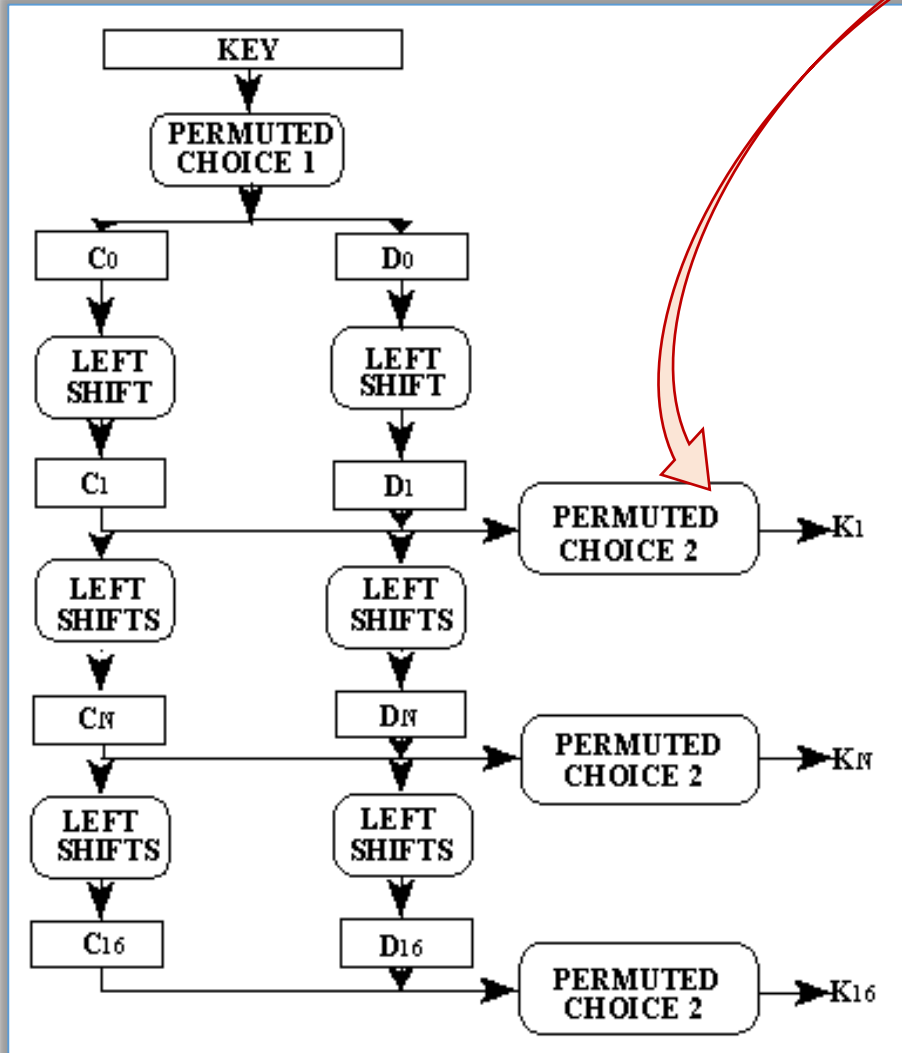 KEY
PERMUTED
CHOICE 1
C0 D0
LEFT
SHIFT
LEFT
SHIFT
C1 D1
PERMUTED
CHOICE 2
K1
LEFT
SHIFTS
LEFT
SHIFTS
CN DN
PERMUTED
CHOICE 2
KN
LEFT
SHIFTS
LEFT
SHIFTS
C16 D16
PERMUTED
CHOICE 2
K16